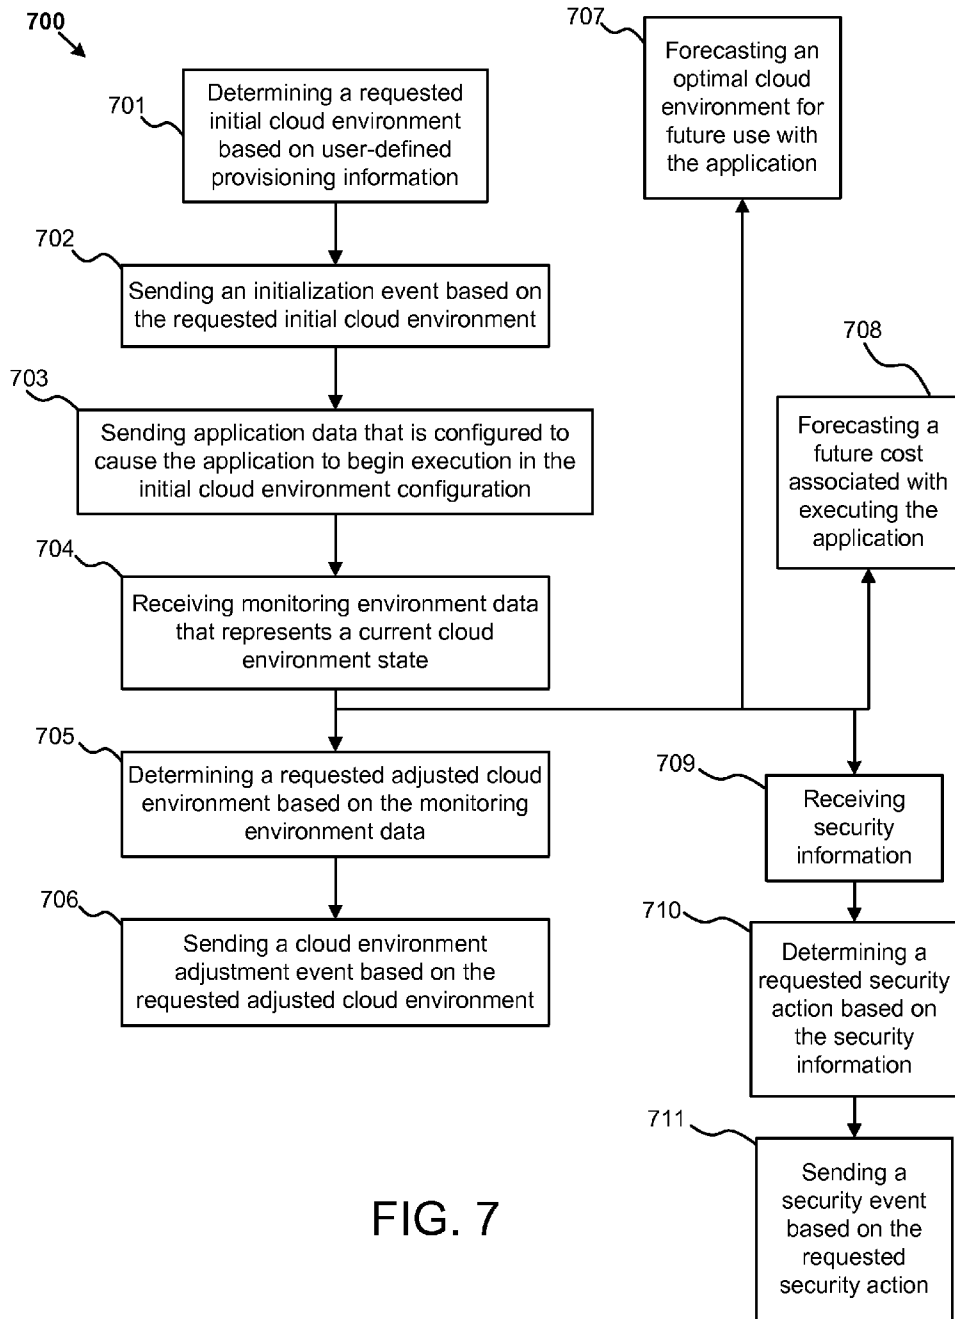 700
701
Determining a requested
initial cloud environment
based on user-defined
provisioning information
702
Sending an initialization event based on
the requested initial cloud environment
703
Sending application data that is configured to
cause the application to begin execution in the
initial cloud environment configuration
704
Receiving monitoring environment data
that represents a current cloud
environment state
705
Determining a requested adjusted cloud
environment based on the monitoring
environment data
706
Sending a cloud environment
adjustment event based on the
requested adjusted cloud environment
707
Forecasting an
optimal cloud
environment for
future use with
the application
708
Forecasting a
future cost
associated with
executing the
application
709
Receiving
security
information
710
Determining a
requested security
action based on
the security
information
711
Sending a
security event
based on the
requested
security action
FIG. 7